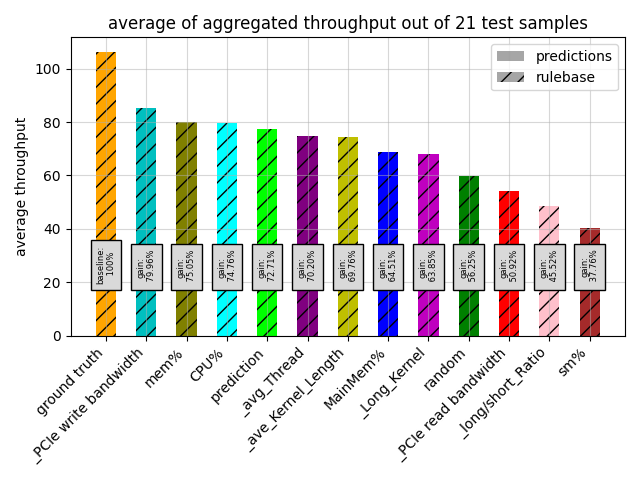 average of aggregated throughput out of 21 test samples
predictions
rulebase
average throughput
100
80
60
40
20
0
baseline:
100%
gain:
79.96%
gain:
75.05%
gain:
74.76%
gain:
72.71%
gain:
70.20%
gain:
69.76%
gain:
64.51%
gain:
63.85%
gain:
56.25%
gain:
50.92%
gain:
45.52%
gain:
37.76%
ground truth
_PCIe write bandwidth
mem%
CPU%
prediction
_avg_Thread
_ave_Kernel_Length
MainMem%
_Long_Kernel
random
_PCIe read bandwidth
_long/short_Ratio
sm%